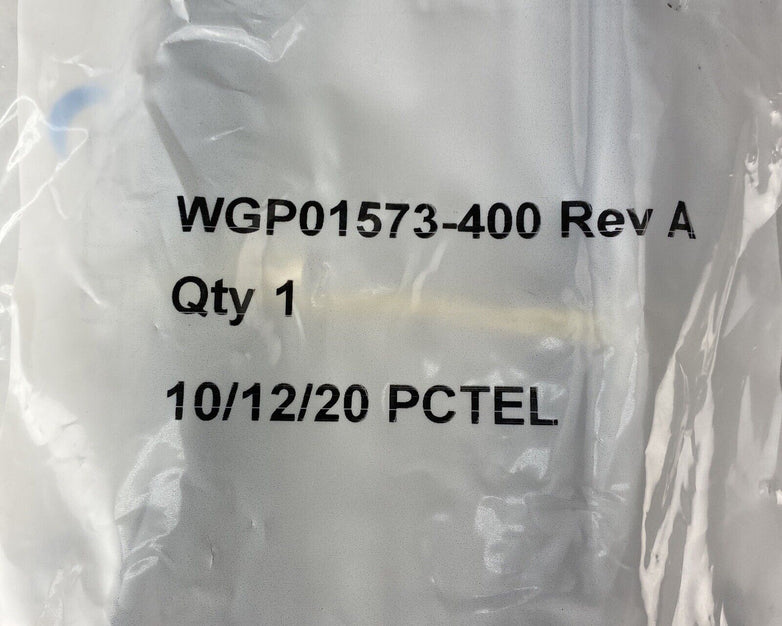 WGP01573-400 Rev A
Qty 1
10/12/20 PCTEL